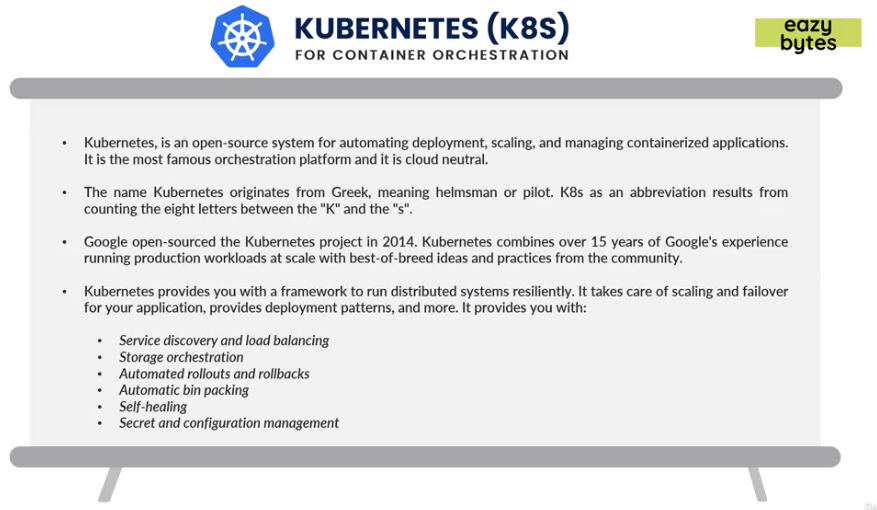 KUBERNETES (K8S)
FOR CONTAINER ORCHESTRATION
eazy
bytes
• Kubernetes, is an open-source system for automating deployment, scaling, and managing containerized applications.
It is the most famous orchestration platform and it is cloud neutral.
• The name Kubernetes originates from Greek, meaning helmsman or pilot. K8s as an abbreviation results from
counting the eight letters between the "K" and the "s".
• Google open-sourced the Kubernetes project in 2014. Kubernetes combines over 15 years of Google's experience
running production workloads at scale with best-of-breed ideas and practices from the community.
• Kubernetes provides you with a framework to run distributed systems resiliently. It takes care of scaling and failover
for your application, provides deployment patterns, and more. It provides you with:
• Service discovery and load balancing
• Storage orchestration
• Automated rollouts and rollbacks
• Automatic bin packing
• Self-healing
• Secret and configuration management